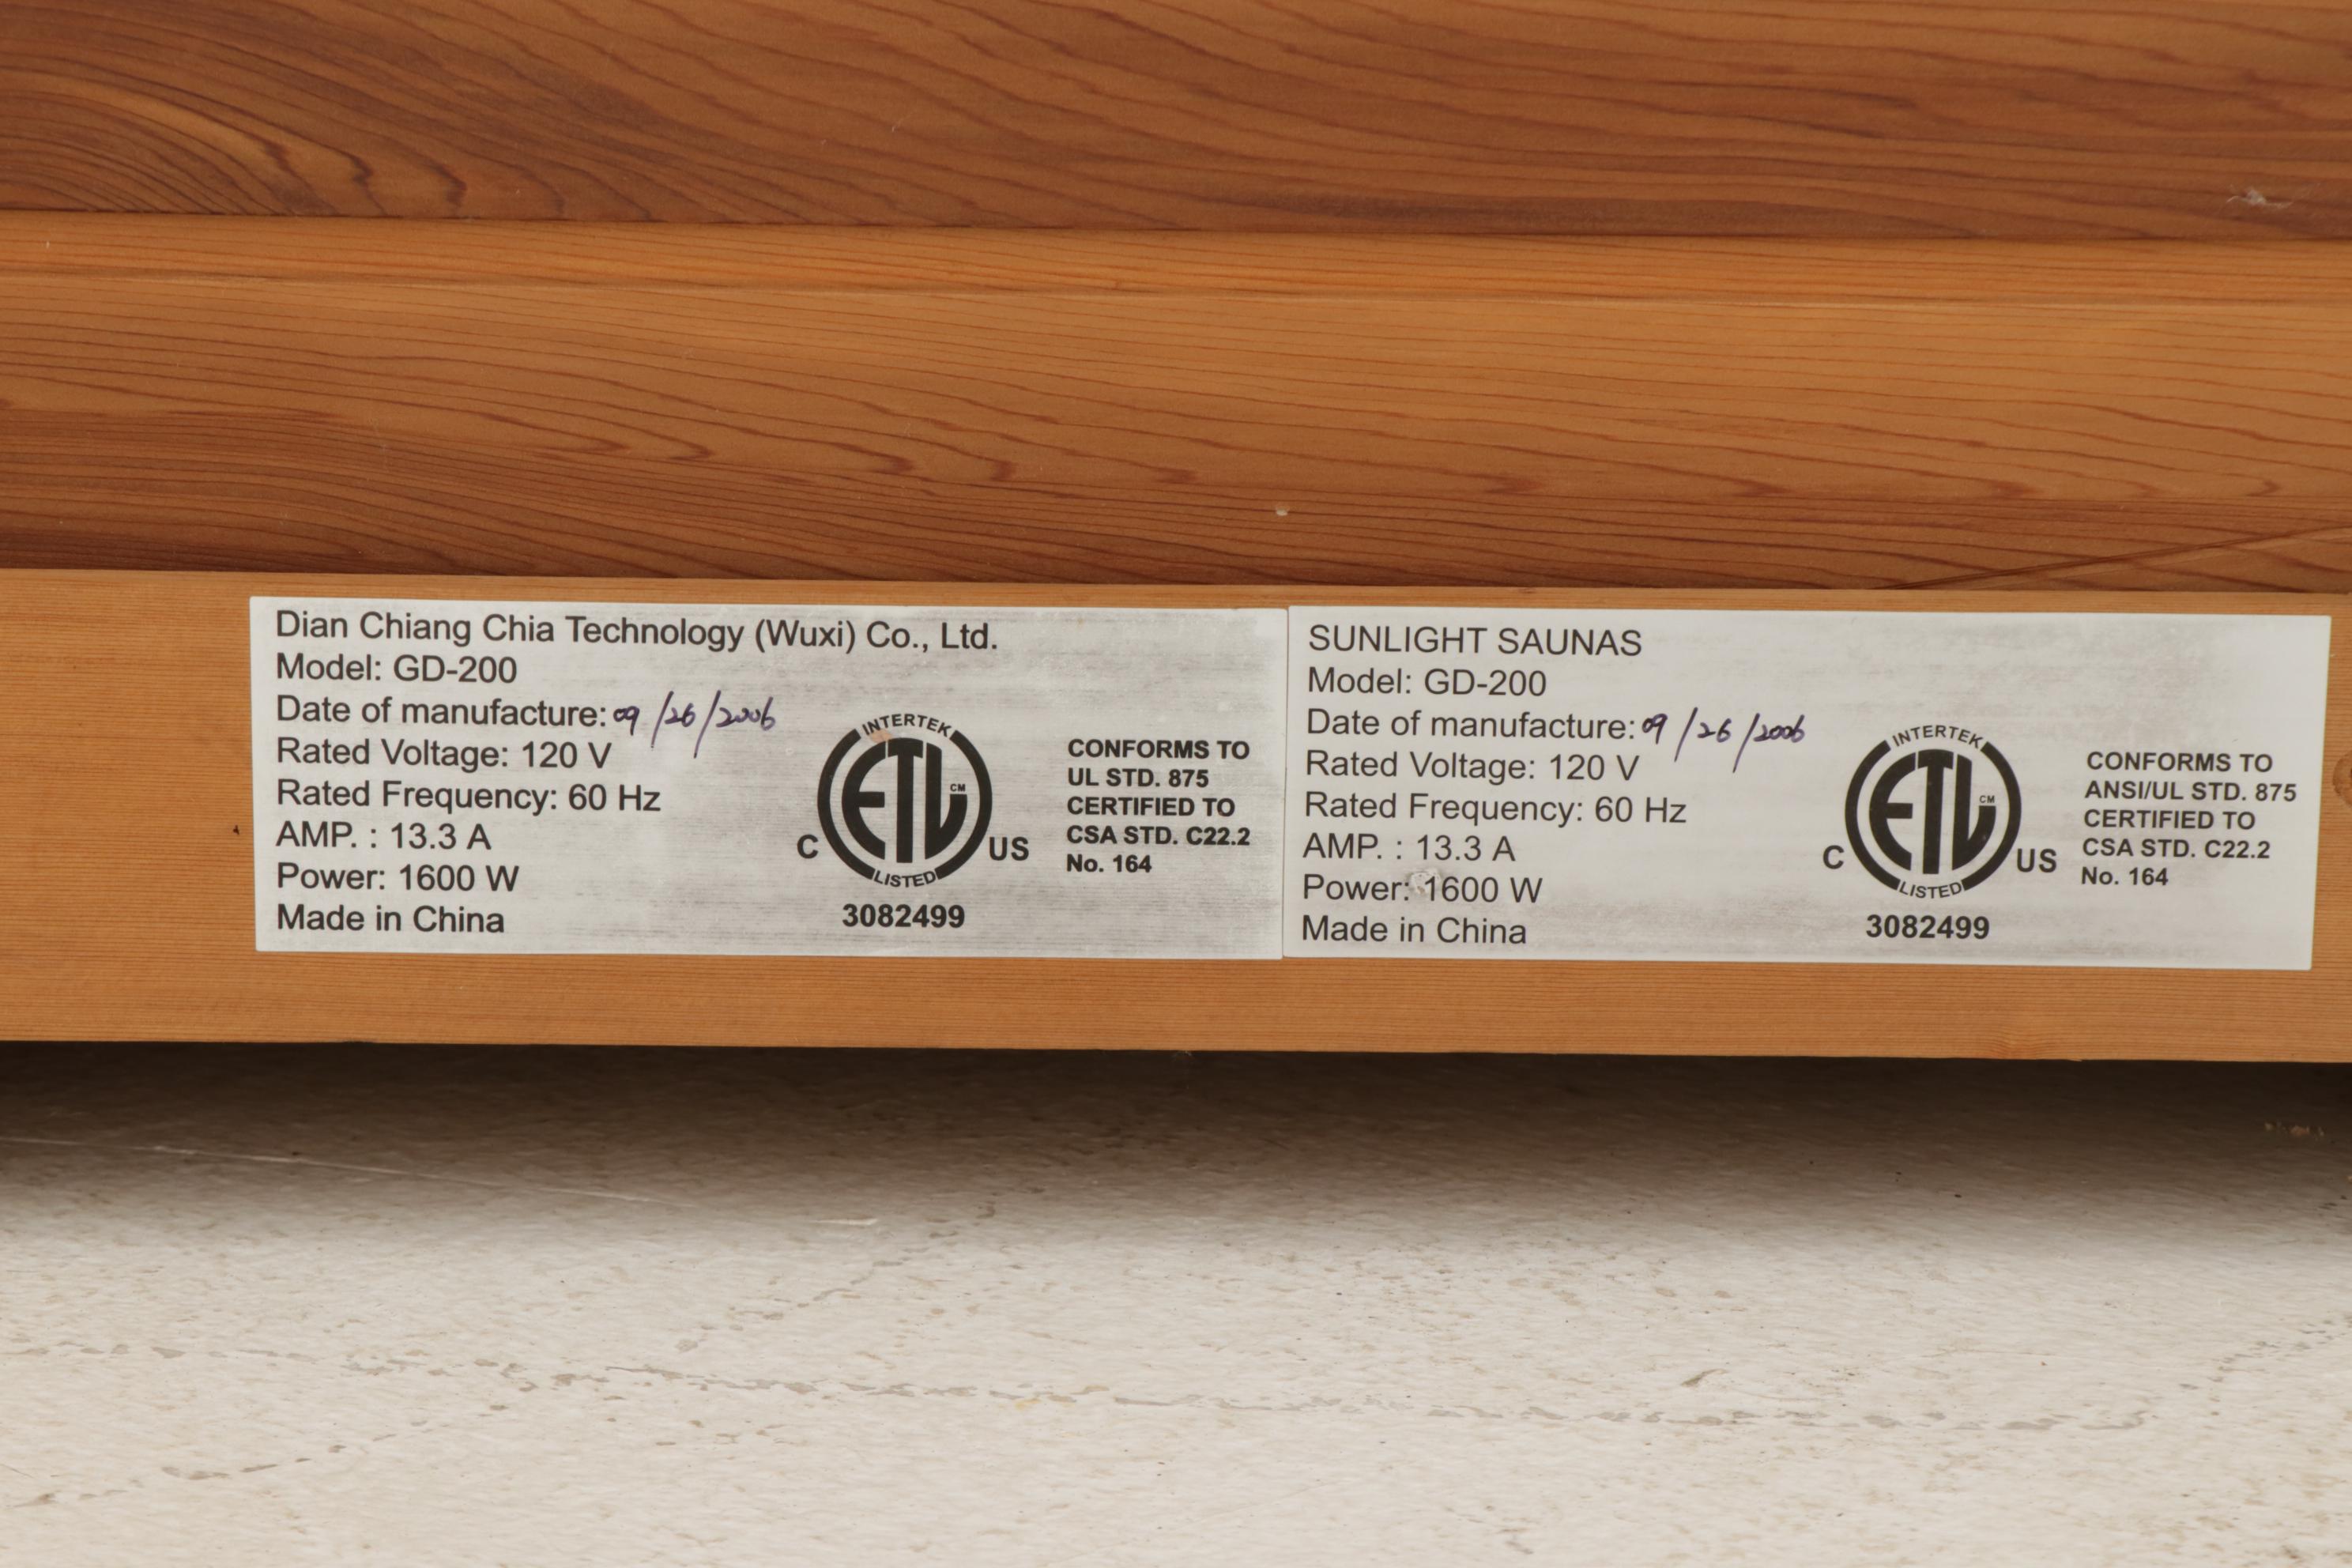 Dian Chiang Chia Technology (Wuxi) Co., Ltd.
Model: GD-200
Date of manufacture: 09/26/2006
Rated Voltage: 120 V
Rated Frequency: 60 Hz
AMP. : 13.3 A
Power: 1600 W
Made in China
INTERTEK
ETL CM
C US
LISTED
3082499
CONFORMS TO
UL STD. 875
CERTIFIED TO
CSA STD. C22.2
No. 164
SUNLIGHT SAUNAS
Model: GD-200
Date of manufacture: 09/26/2006
Rated Voltage: 120 V
Rated Frequency: 60 Hz
AMP. : 13.3 A
Power: 1600 W
Made in China
INTERTEK
ETL CM
C US
LISTED
3082499
CONFORMS TO
ANSI/UL STD. 875
CERTIFIED TO
CSA STD. C22.2
No. 164